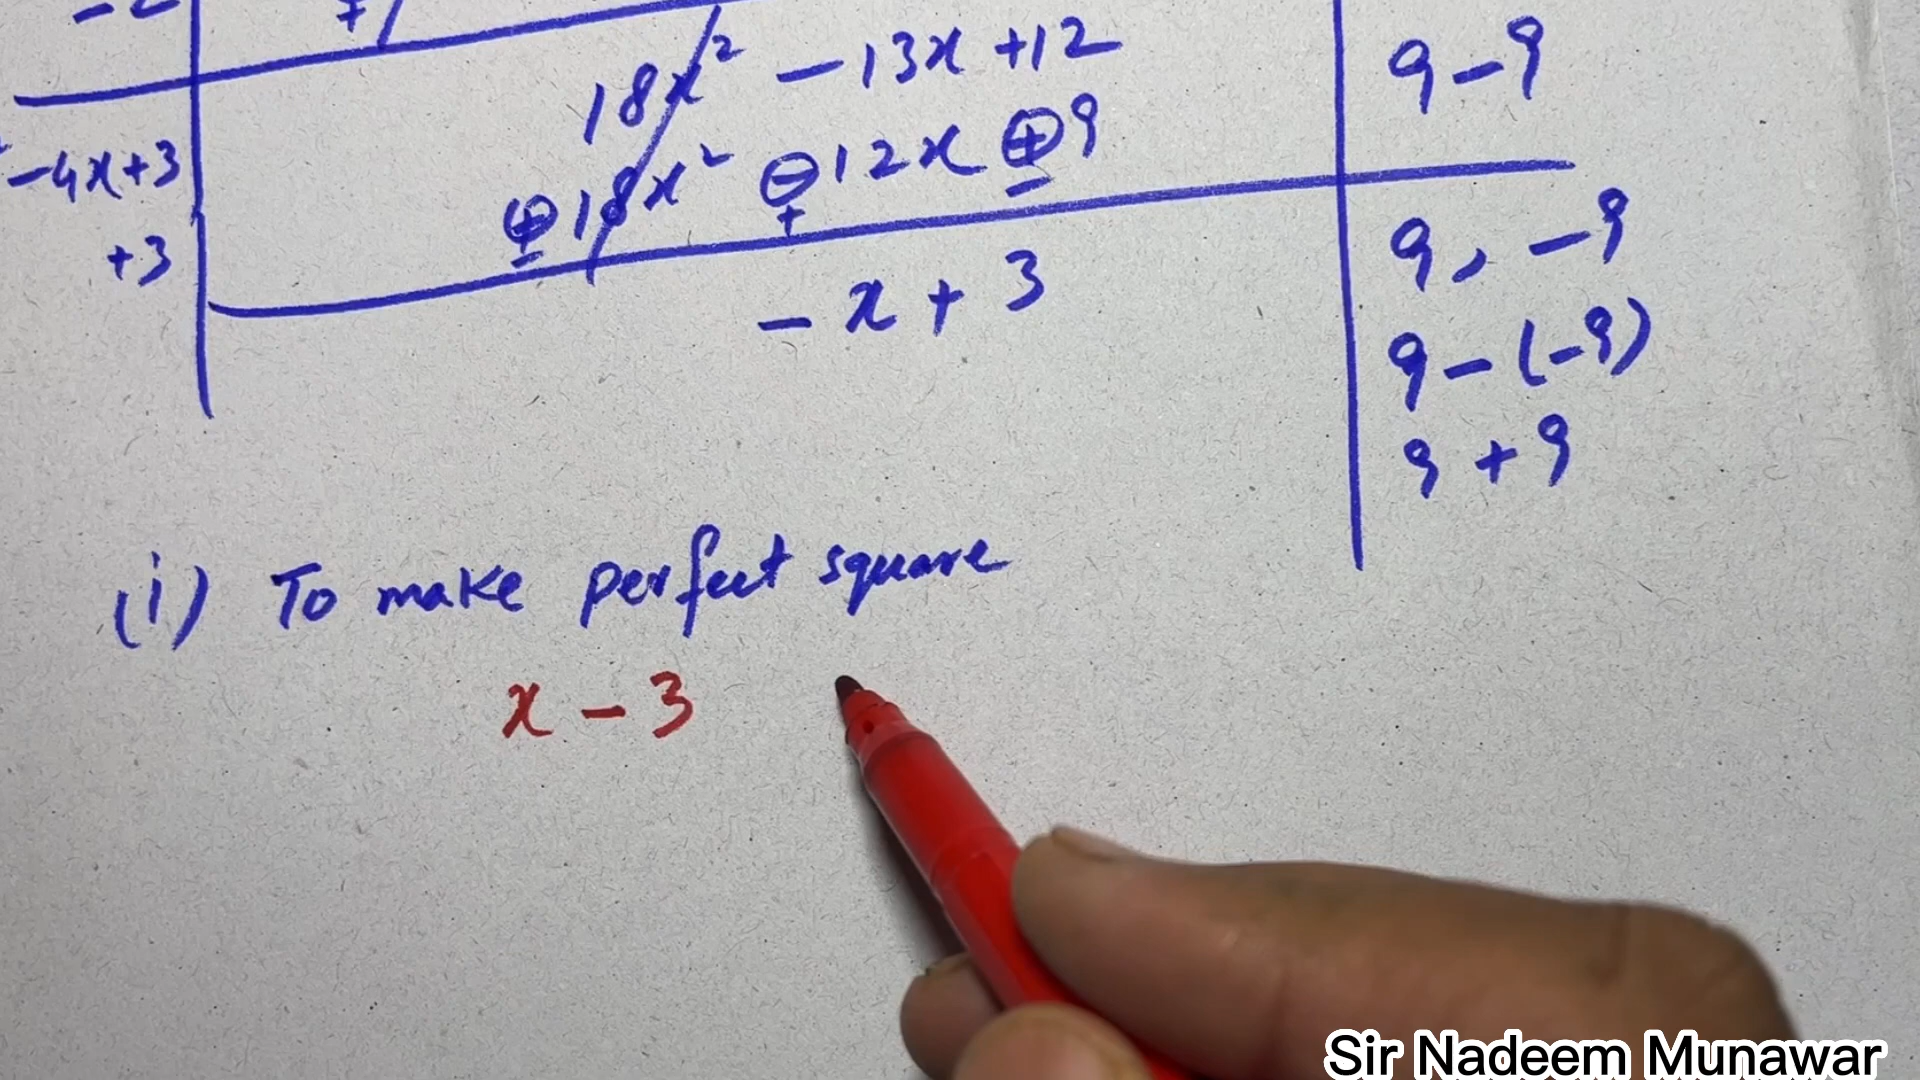 18x² - 13x + 12
⊕18x² ⊖12x ⊕9
- + -
-4x+3
+3
- x + 3
9 - 9
9, -9
9 - (-9)
9 + 9
(i) To make perfect square
x - 3
Sir Nadeem Munawar